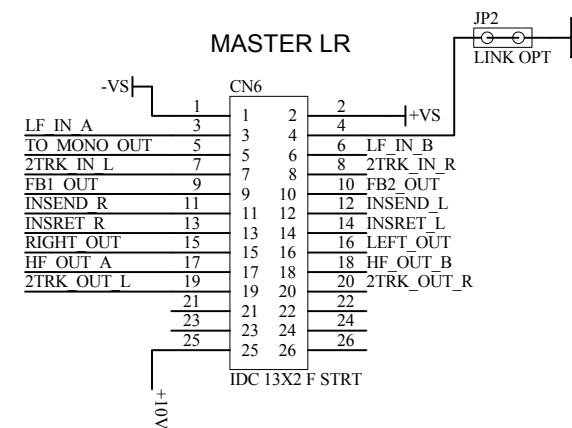 JP2
LINK OPT
MASTER LR
-VS
CN6
1 1 2 2 +VS
LF_IN_A 3 3 4 4
TO_MONO_OUT 5 5 6 6 LF_IN_B
2TRK_IN_L 7 7 8 8 2TRK_IN_R
FB1_OUT 9 9 10 10 FB2_OUT
INSEND_R 11 11 12 12 INSEND_L
INSRET_R 13 13 14 14 INSRET_L
RIGHT_OUT 15 15 16 16 LEFT_OUT
HF_OUT_A 17 17 18 18 HF_OUT_B
2TRK_OUT_L 19 19 20 20 2TRK_OUT_R
21 21 22 22
23 23 24 24
25 25 26 26
IDC 13X2 F STRT
+10V